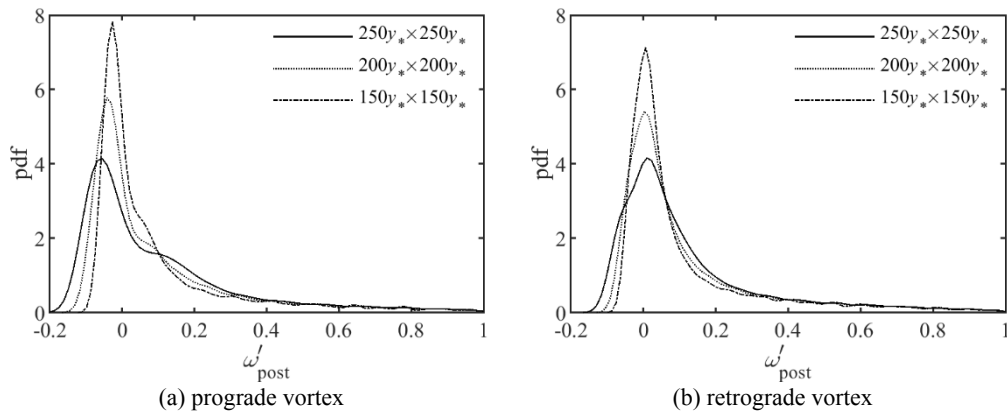 8
6
4
2
0
-0.2
0
0.2
0.4
0.6
0.8
1
pdf
ω′post
250y*×250y*
200y*×200y*
150y*×150y*
(a) prograde vortex
8
6
4
2
0
-0.2
0
0.2
0.4
0.6
0.8
1
pdf
ω′post
250y*×250y*
200y*×200y*
150y*×150y*
(b) retrograde vortex